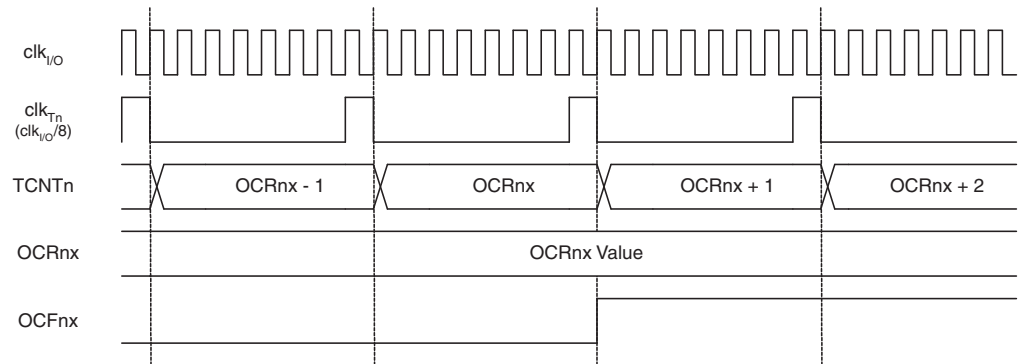 clkI/O
clkTn
(clkI/O/8)
TCNTn
OCRnx - 1
OCRnx
OCRnx + 1
OCRnx + 2
OCRnx
OCRnx Value
OCFnx